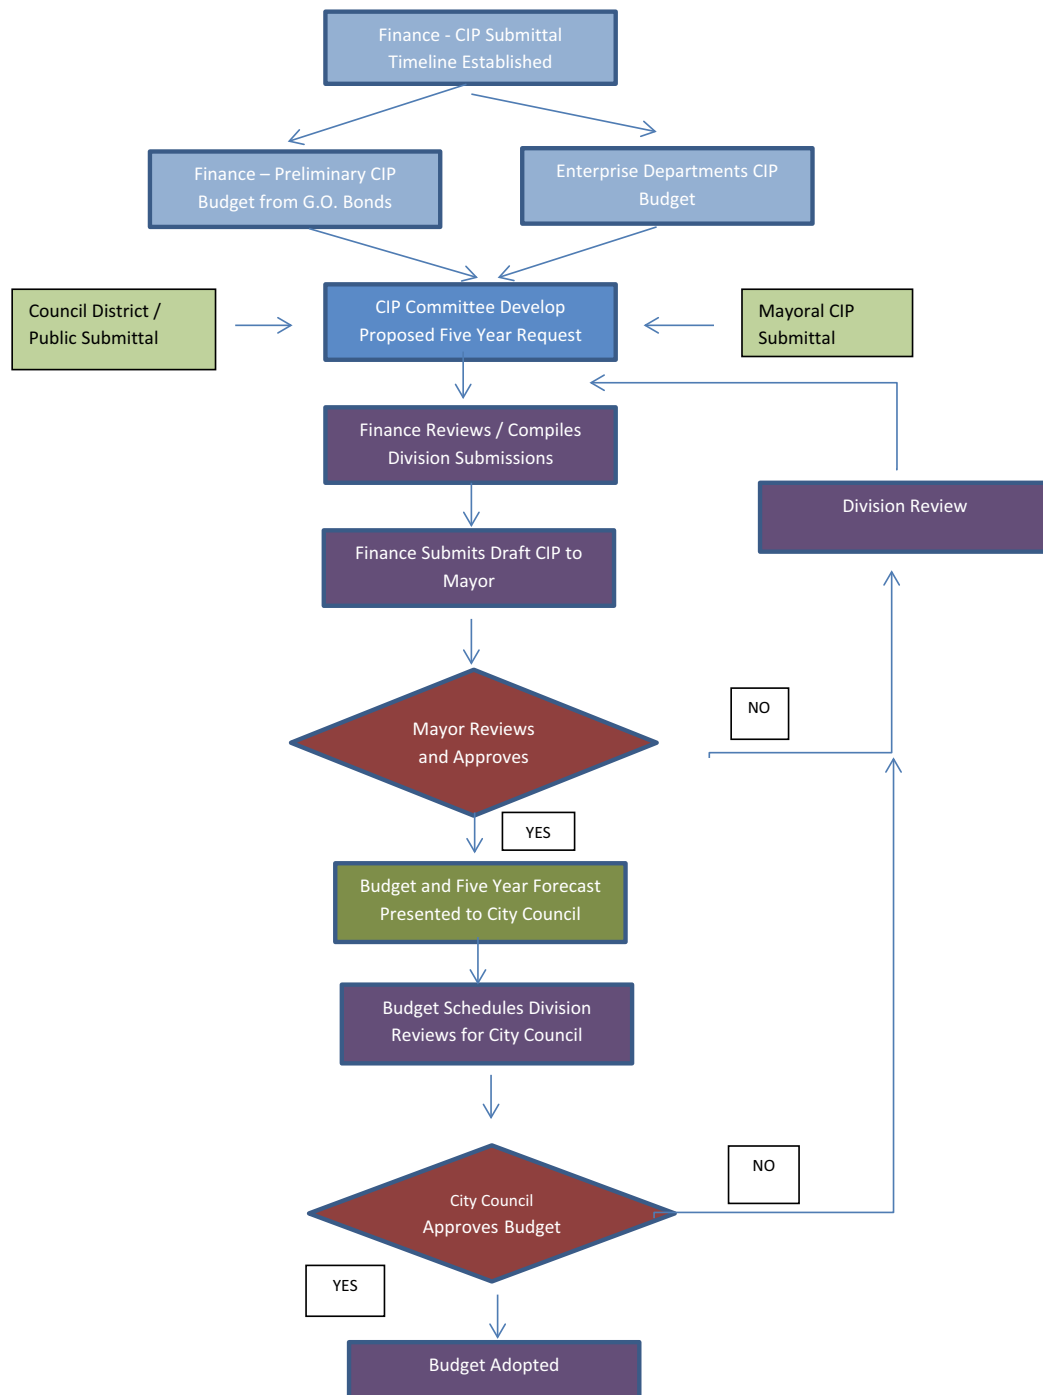 Finance - CIP Submittal
Timeline Established
Finance – Preliminary CIP
Budget from G.O. Bonds
Enterprise Departments CIP
Budget
Council District /
Public Submittal
CIP Committee Develop
Proposed Five Year Request
Mayoral CIP
Submittal
Finance Reviews / Compiles
Division Submissions
Division Review
Finance Submits Draft CIP to
Mayor
Mayor Reviews
and Approves
NO
YES
Budget and Five Year Forecast
Presented to City Council
Budget Schedules Division
Reviews for City Council
City Council
Approves Budget
NO
YES
Budget Adopted